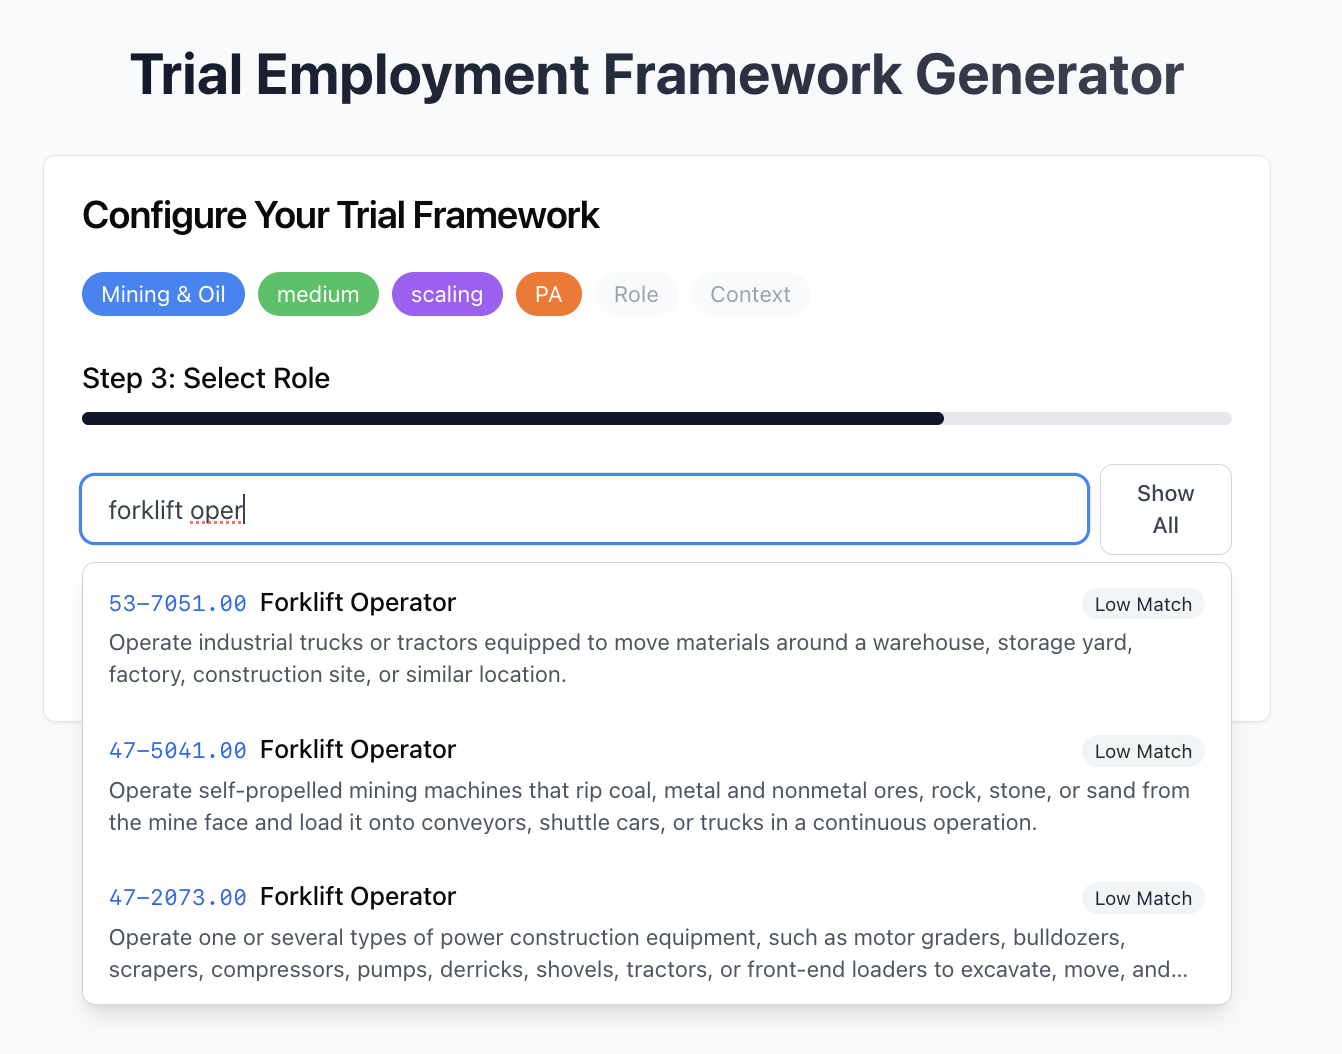 Trial Employment Framework Generator
Configure Your Trial Framework
Mining & Oil medium scaling PA Role Context
Step 3: Select Role
forklift oper
Show
All
53-7051.00 Forklift Operator Low Match
Operate industrial trucks or tractors equipped to move materials around a warehouse, storage yard,
factory, construction site, or similar location.
47-5041.00 Forklift Operator Low Match
Operate self-propelled mining machines that rip coal, metal and nonmetal ores, rock, stone, or sand from
the mine face and load it onto conveyors, shuttle cars, or trucks in a continuous operation.
47-2073.00 Forklift Operator Low Match
Operate one or several types of power construction equipment, such as motor graders, bulldozers,
scrapers, compressors, pumps, derricks, shovels, tractors, or front-end loaders to excavate, move, and...